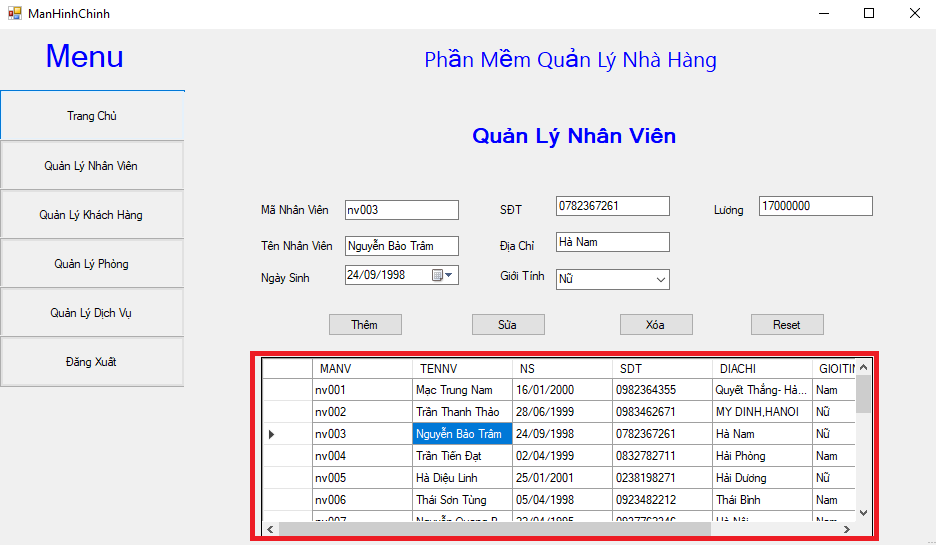 ManHinhChinh
Menu
Phần Mềm Quản Lý Nhà Hàng
Trang Chủ
Quản Lý Nhân Viên
Quản Lý Khách Hàng
Quản Lý Phòng
Quản Lý Dịch Vụ
Đăng Xuất
Quản Lý Nhân Viên
Mã Nhân Viên nv003 SĐT 0782367261 Lương 17000000
Tên Nhân Viên Nguyễn Bảo Trâm Địa Chỉ Hà Nam
Ngày Sinh 24/09/1998 Giới Tính Nữ
Thêm Sửa Xóa Reset
MANV TENNV NS SDT DIACHI GIOITIN
nv001 Mạc Trung Nam 16/01/2000 0982364355 Quyết Thắng- Hả... Nam
nv002 Trần Thanh Thảo 28/06/1999 0983462671 MY DINH,HANOI Nữ
nv003 Nguyễn Bảo Trâm 24/09/1998 0782367261 Hà Nam Nữ
nv004 Trần Tiến Đạt 02/04/1999 0832782711 Hải Phòng Nam
nv005 Hà Diệu Linh 25/01/2001 0238198271 Hải Dương Nữ
nv006 Thái Sơn Tùng 05/04/1998 0923482212 Thái Bình Nam